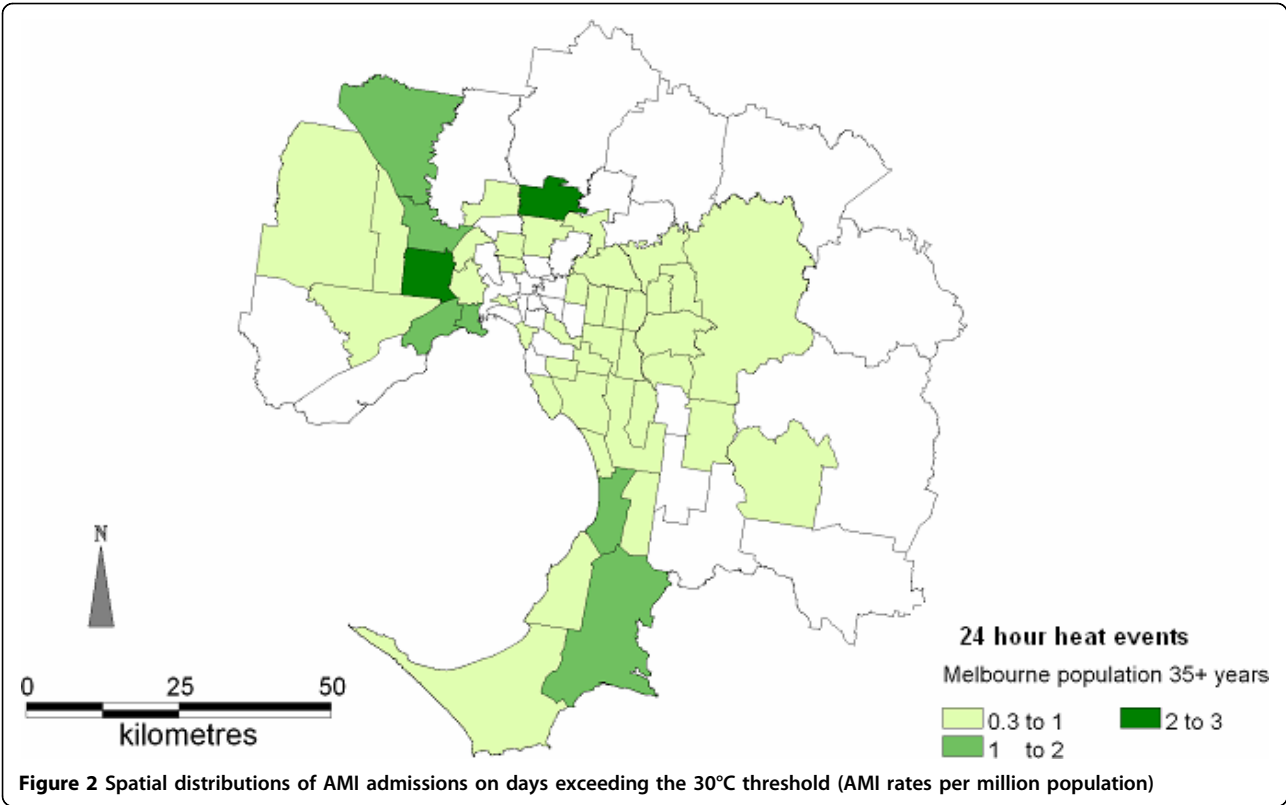 N
0 25 50
kilometres
24 hour heat events
Melbourne population 35+ years
0.3 to 1 2 to 3
1 to 2
Figure 2 Spatial distributions of AMI admissions on days exceeding the 30°C threshold (AMI rates per million population)